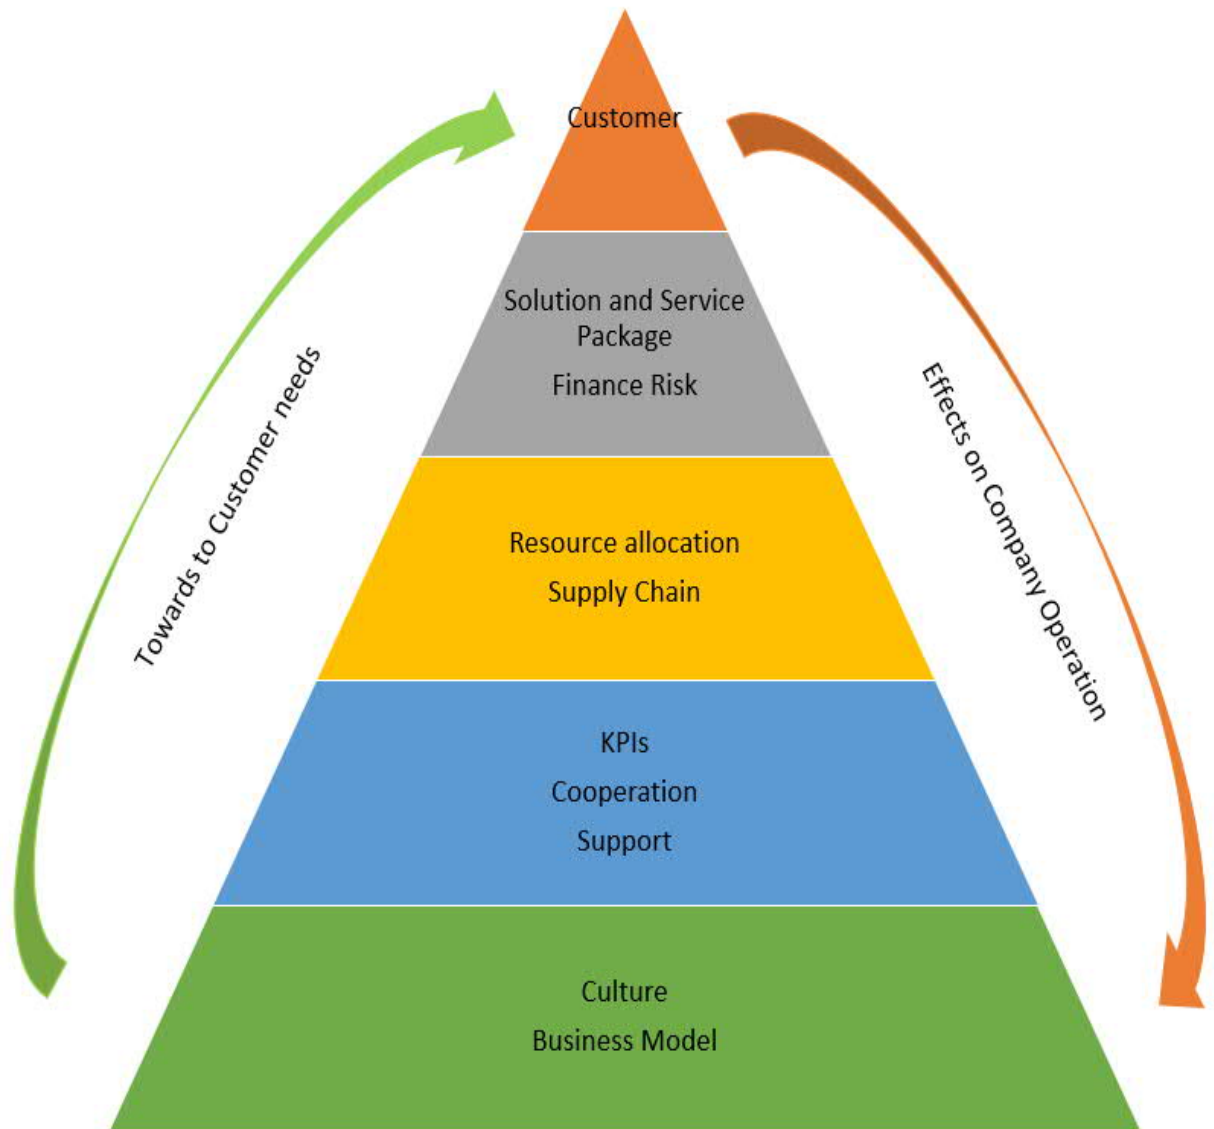 Customer
Solution and Service
Package
Finance Risk
Resource allocation
Supply Chain
KPIs
Cooperation
Support
Culture
Business Model
Towards to Customer needs
Effects on Company Operation